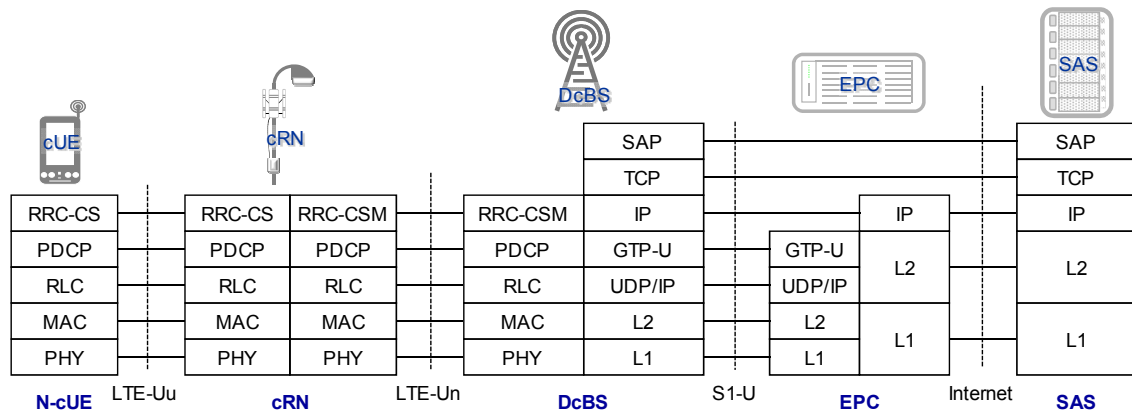 SAS
DcBS
EPC
cUE
cRN
SAP SAP
TCP TCP
RRC-CS RRC-CS RRC-CSM RRC-CSM IP IP IP
PDCP PDCP PDCP PDCP GTP-U GTP-U L2 L2
RLC RLC RLC RLC UDP/IP UDP/IP
MAC MAC MAC MAC L2 L2 L1 L1
PHY PHY PHY PHY L1 L1
N-cUE LTE-Uu cRN LTE-Un DcBS S1-U EPC Internet SAS